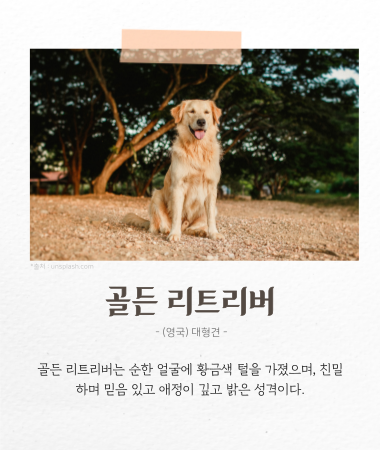 *출처 : unsplash.com
골든 리트리버
- (영국) 대형견 -
골든 리트리버는 순한 얼굴에 황금색 털을 가졌으며, 친밀
하며 믿음 있고 애정이 깊고 밝은 성격이다.